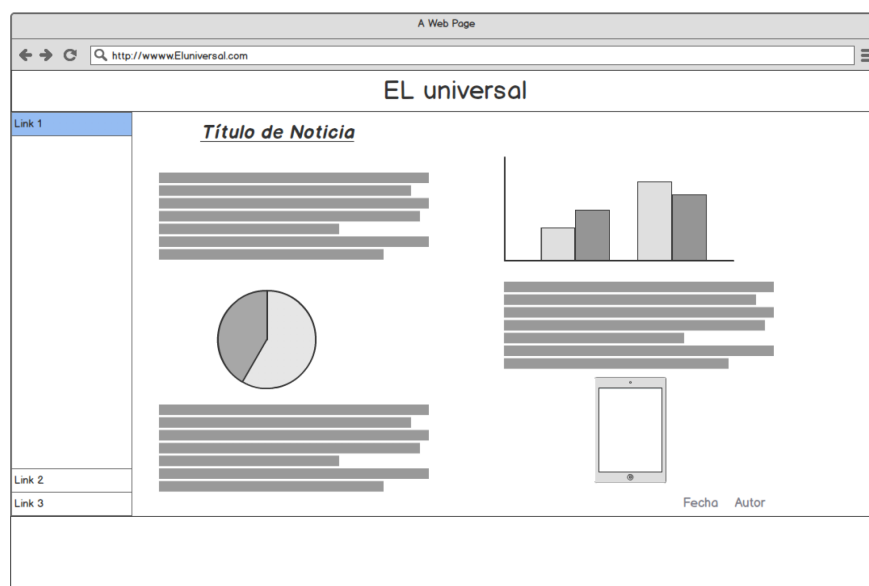 A Web Page
http://wwww.Eluniversal.com
EL universal
Link 1
Título de Noticia
Link 2
Link 3
Fecha Autor